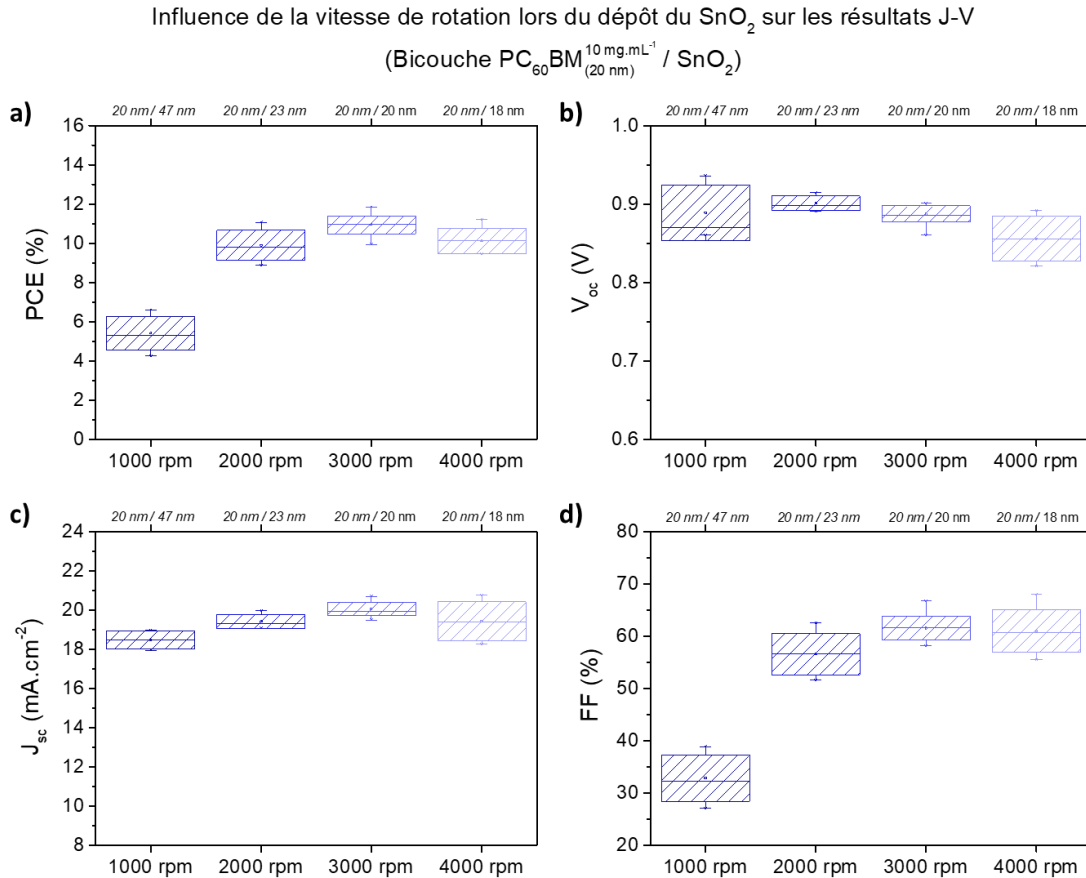 Influence de la vitesse de rotation lors du dépôt du SnO₂ sur les résultats J-V
(Bicouche PC₆₀BM₍₂₀ ₙₘ₎¹⁰ ᵐᵍ·ᵐᴸ⁻¹ / SnO₂)
a)
20 nm / 47 nm 20 nm / 23 nm 20 nm / 20 nm 20 nm / 18 nm
PCE (%)
16
14
12
10
8
6
4
2
0
1000 rpm 2000 rpm 3000 rpm 4000 rpm
b)
20 nm / 47 nm 20 nm / 23 nm 20 nm / 20 nm 20 nm / 18 nm
V_oc (V)
1.0
0.9
0.8
0.7
0.6
1000 rpm 2000 rpm 3000 rpm 4000 rpm
c)
20 nm / 47 nm 20 nm / 23 nm 20 nm / 20 nm 20 nm / 18 nm
J_sc (mA.cm⁻²)
24
22
20
18
16
14
12
10
8
1000 rpm 2000 rpm 3000 rpm 4000 rpm
d)
20 nm / 47 nm 20 nm / 23 nm 20 nm / 20 nm 20 nm / 18 nm
FF (%)
80
70
60
50
40
30
20
1000 rpm 2000 rpm 3000 rpm 4000 rpm